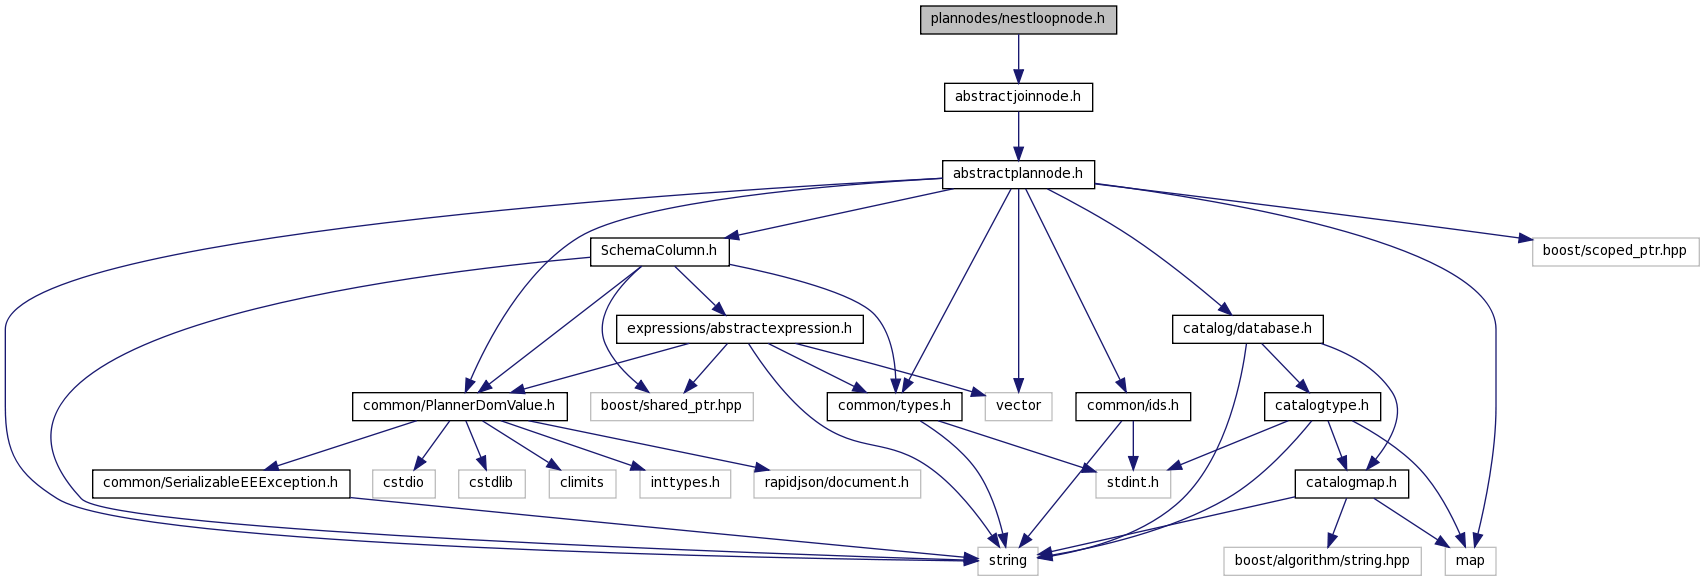 plannodes/nestloopnode.h
abstractjoinnode.h
abstractplannode.h
SchemaColumn.h
boost/scoped_ptr.hpp
expressions/abstractexpression.h
catalog/database.h
common/PlannerDomValue.h
boost/shared_ptr.hpp
common/types.h
vector
common/ids.h
catalogtype.h
common/SerializableEEException.h
cstdio
cstdlib
climits
inttypes.h
rapidjson/document.h
stdint.h
catalogmap.h
string
boost/algorithm/string.hpp
map